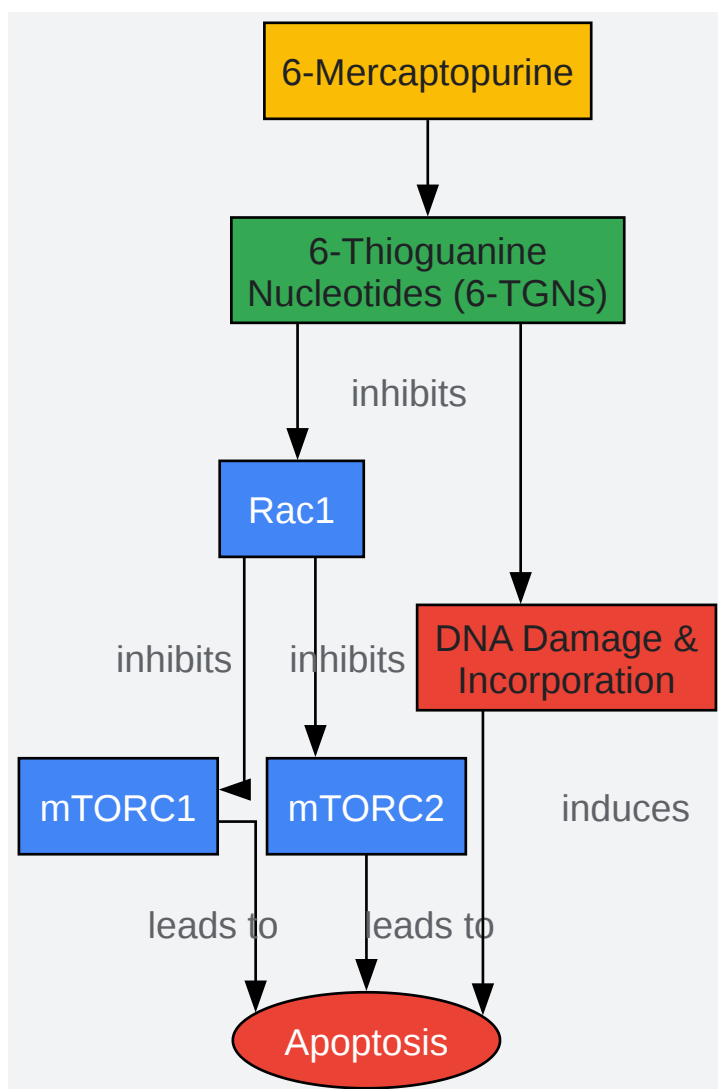 6-Mercaptopurine
6-Thioguanine
Nucleotides (6-TGNs)
inhibits
Rac1
inhibits
inhibits
DNA Damage &
Incorporation
mTORC1
mTORC2
induces
leads to
leads to
Apoptosis